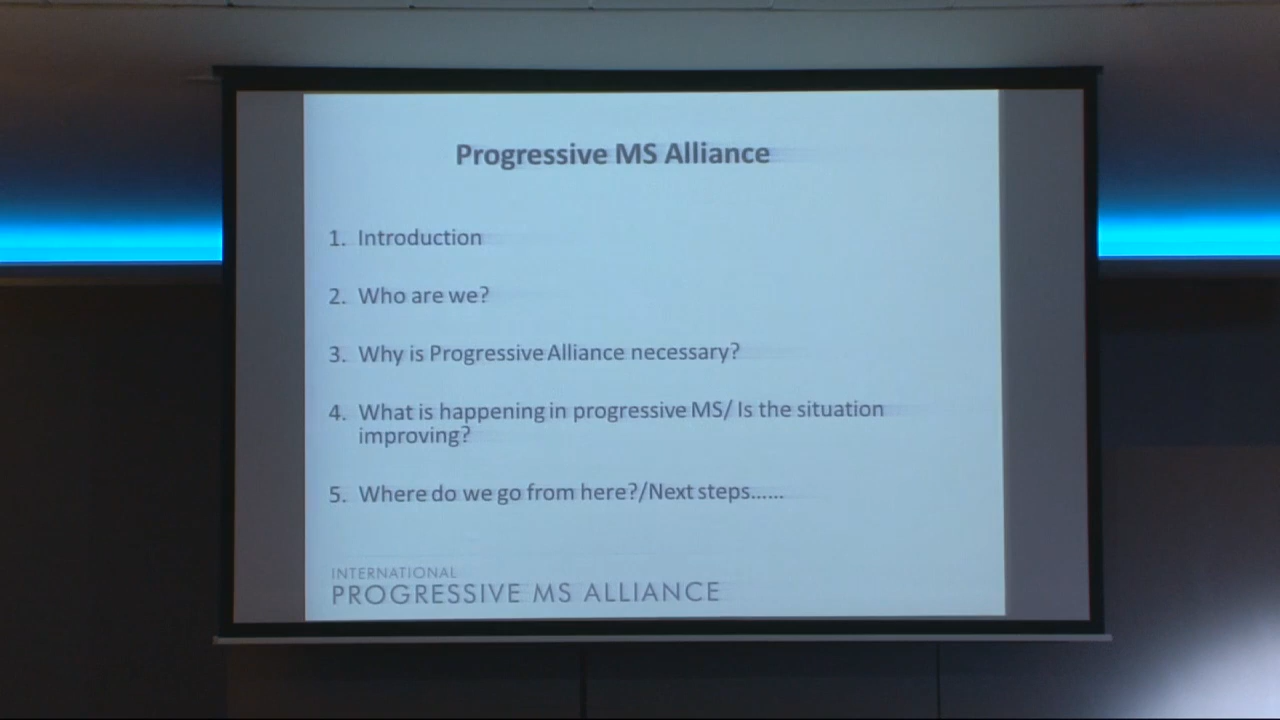 Progressive MS Alliance
1. Introduction
2. Who are we?
3. Why is Progressive Alliance necessary?
4. What is happening in progressive MS/ Is the situation
improving?
5. Where do we go from here?/Next steps......
INTERNATIONAL
PROGRESSIVE MS ALLIANCE